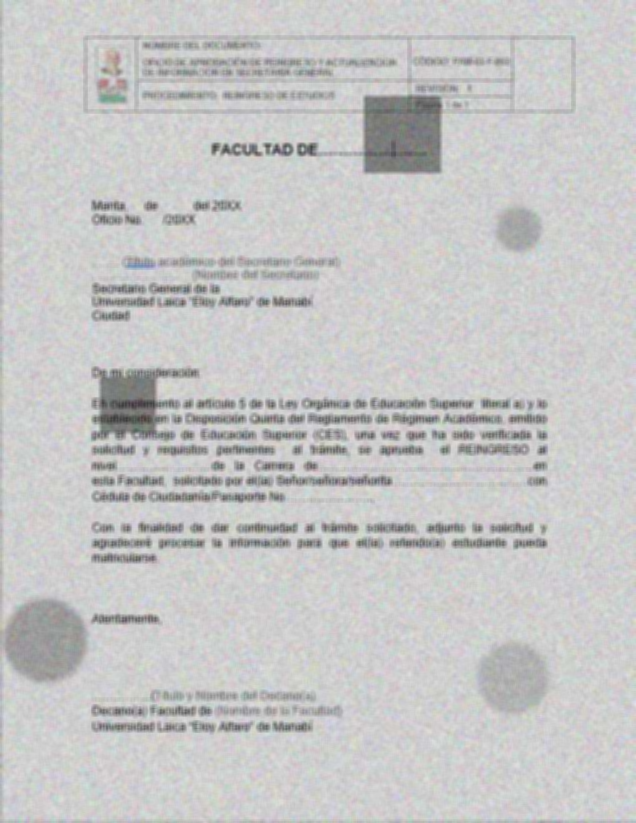 NOMBRE DEL DOCUMENTO:
OFICIO DE APROBACIÓN DE REINGRESO Y ACTUALIZACIÓN
DE INFORMACIÓN DE SECRETARÍA GENERAL
CÓDIGO:
PROCEDIMIENTO: REINGRESO DE ESTUDIOS
REVISIÓN: 1
Página 1 de 1
FACULTAD DE
Manta, de del 20XX
Oficio No. /20XX
(Título académico del Secretario General)
(Nombre del Secretario)
Secretario General de la
Universidad Laica "Eloy Alfaro" de Manabí
Ciudad
De mi consideración
En cumplimiento al artículo 5 de la Ley Orgánica de Educación Superior literal a) y lo
establecido en la Disposición Quinta del Reglamento de Régimen Académico, emitido
por el Consejo de Educación Superior (CES), una vez que ha sido verificada la
solicitud y requisitos pertinentes al trámite, se aprueba el REINGRESO al
nivel de la Carrera de en
esta Facultad, solicitado por el(la) Señor/señora/señorita con
Cédula de Ciudadanía/Pasaporte No.
Con la finalidad de dar continuidad al trámite solicitado, adjunto la solicitud y
agradeceré procesar la información para que el(la) referido(a) estudiante pueda
matricularse.
Atentamente,
(Título y Nombre del Decano(a)
Decano(a) Facultad de (Nombre de la Facultad)
Universidad Laica "Eloy Alfaro" de Manabí